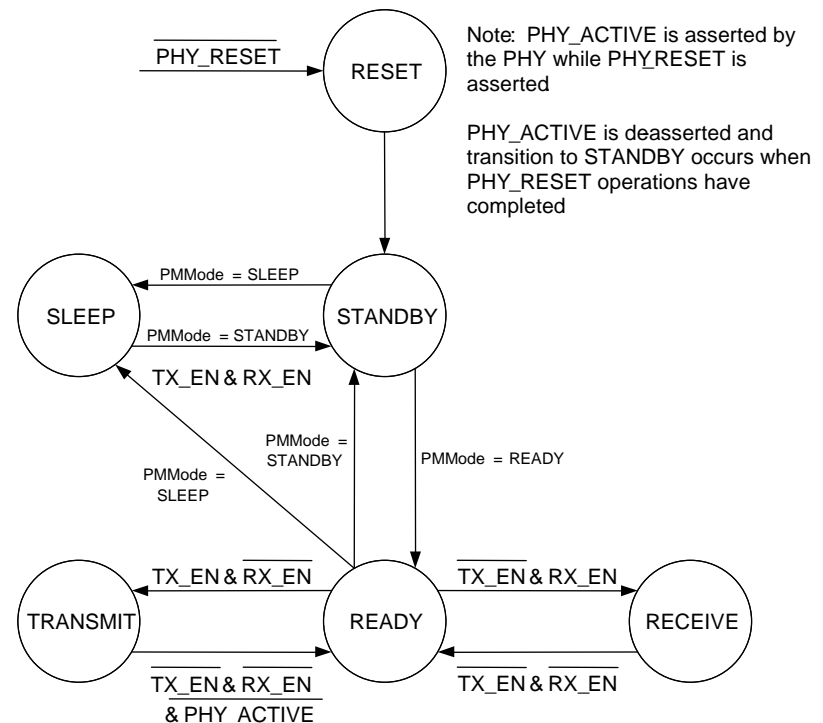 PHY_RESET
RESET
Note: PHY_ACTIVE is asserted by
the PHY while PHY_RESET is
asserted
PHY_ACTIVE is deasserted and
transition to STANDBY occurs when
PHY_RESET operations have
completed
PMMode = SLEEP
SLEEP
STANDBY
PMMode = STANDBY
TX_EN & RX_EN
PMMode =
STANDBY
PMMode = READY
PMMode =
SLEEP
TX_EN & RX_EN
TX_EN & RX_EN
TRANSMIT
READY
RECEIVE
TX_EN & RX_EN
& PHY_ACTIVE
TX_EN & RX_EN